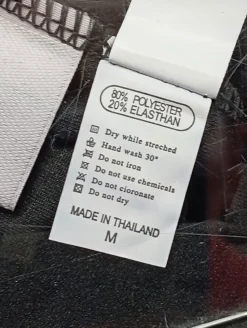 80% POLYESTER
20% ELASTHAN
Dry while streched
Hand wash 30°
Do not iron
Do not use chemicals
Do not cioronate
Do not dry
MADE IN THAILAND
M